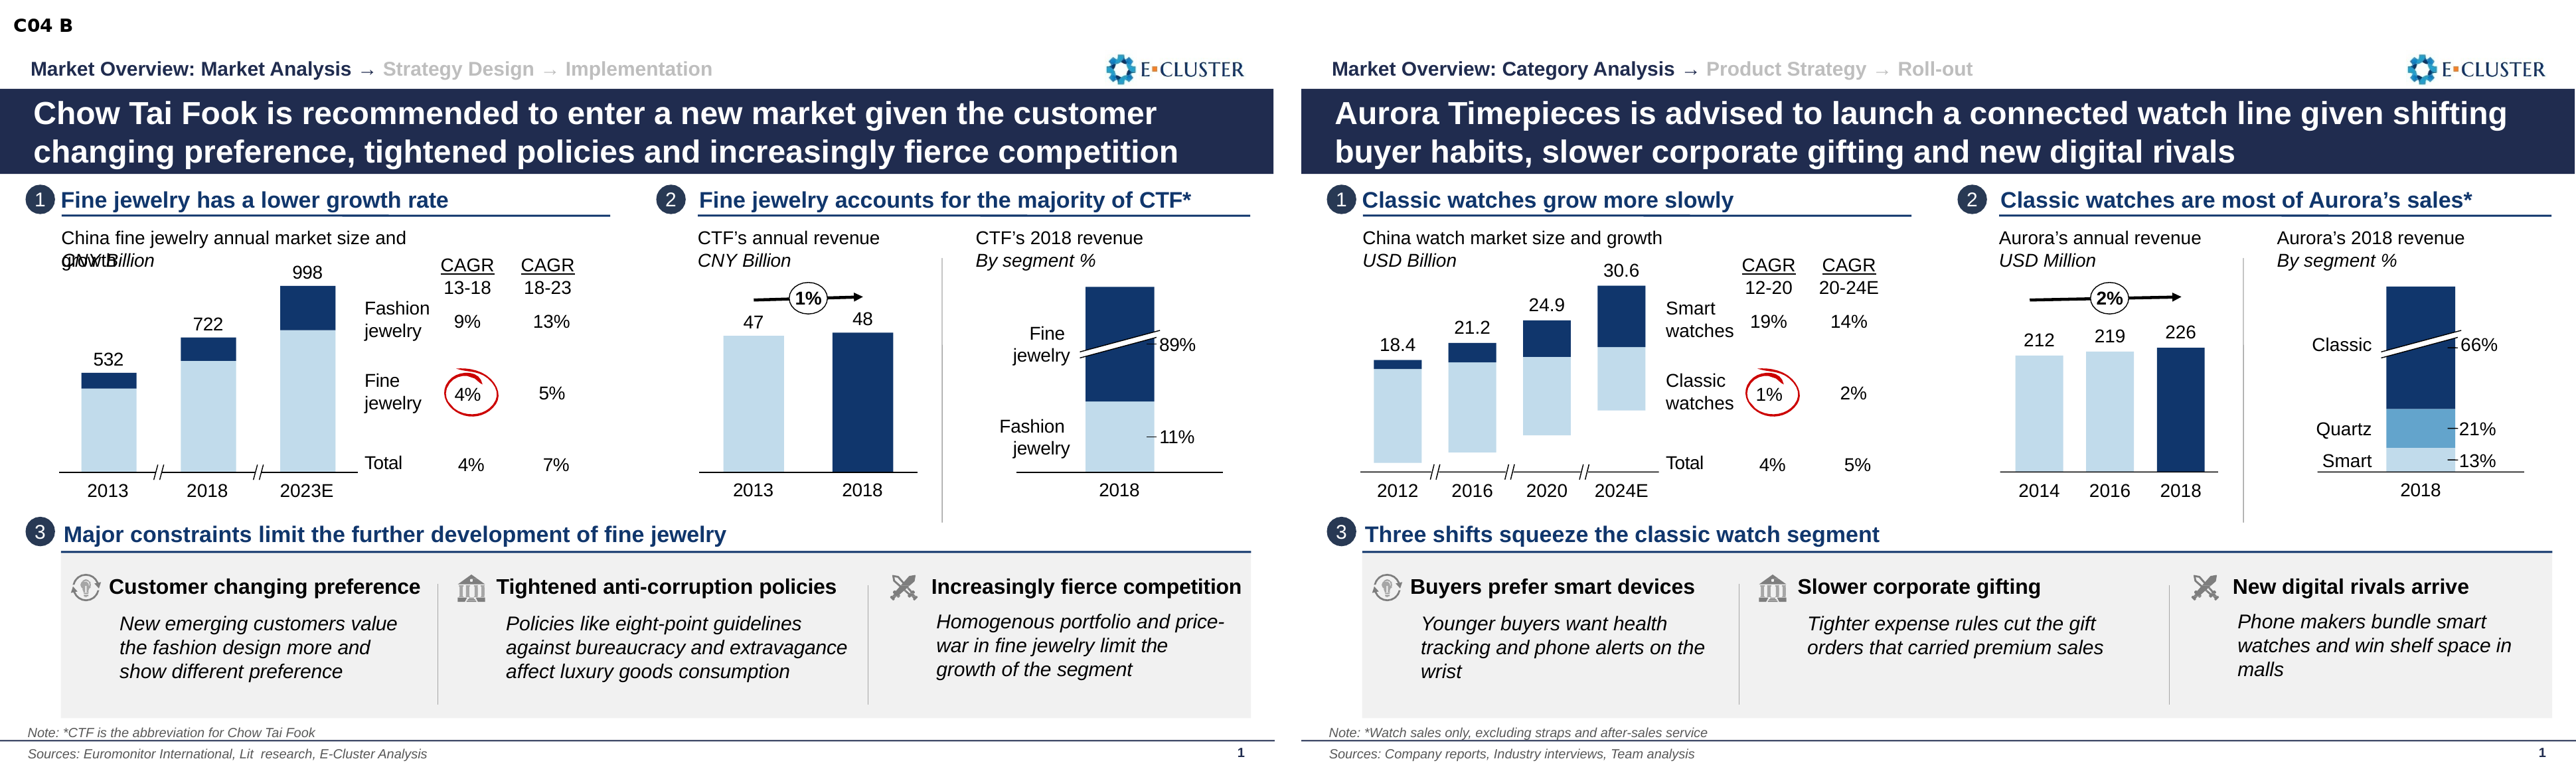 C04 B
Market Overview: Market Analysis → Strategy Design → Implementation
E▪CLUSTER
Chow Tai Fook is recommended to enter a new market given the customer
changing preference, tightened policies and increasingly fierce competition
1 Fine jewelry has a lower growth rate
China fine jewelry annual market size and
growth
CNY Billion
532
722
998
2013
2018
2023E
CAGR
13-18
CAGR
18-23
Fashion
jewelry
9%
13%
Fine
jewelry
4%
5%
Total
4%
7%
2 Fine jewelry accounts for the majority of CTF*
CTF’s annual revenue
CNY Billion
1%
47
48
2013
2018
CTF’s 2018 revenue
By segment %
Fine
jewelry
89%
Fashion
jewelry
11%
2018
3 Major constraints limit the further development of fine jewelry
Customer changing preference
New emerging customers value
the fashion design more and
show different preference
Tightened anti-corruption policies
Policies like eight-point guidelines
against bureaucracy and extravagance
affect luxury goods consumption
Increasingly fierce competition
Homogenous portfolio and price-
war in fine jewelry limit the
growth of the segment
Note: *CTF is the abbreviation for Chow Tai Fook
Sources: Euromonitor International, Lit  research, E-Cluster Analysis
1
Market Overview: Category Analysis → Product Strategy → Roll-out
E▪CLUSTER
Aurora Timepieces is advised to launch a connected watch line given shifting
buyer habits, slower corporate gifting and new digital rivals
1 Classic watches grow more slowly
China watch market size and growth
USD Billion
18.4
21.2
24.9
30.6
2012
2016
2020
2024E
CAGR
12-20
CAGR
20-24E
Smart
watches
19%
14%
Classic
watches
1%
2%
Total
4%
5%
2 Classic watches are most of Aurora’s sales*
Aurora’s annual revenue
USD Million
2%
212
219
226
2014
2016
2018
Aurora’s 2018 revenue
By segment %
Classic
66%
Quartz
21%
Smart
13%
2018
3 Three shifts squeeze the classic watch segment
Buyers prefer smart devices
Younger buyers want health
tracking and phone alerts on the
wrist
Slower corporate gifting
Tighter expense rules cut the gift
orders that carried premium sales
New digital rivals arrive
Phone makers bundle smart
watches and win shelf space in
malls
Note: *Watch sales only, excluding straps and after-sales service
Sources: Company reports, Industry interviews, Team analysis
1